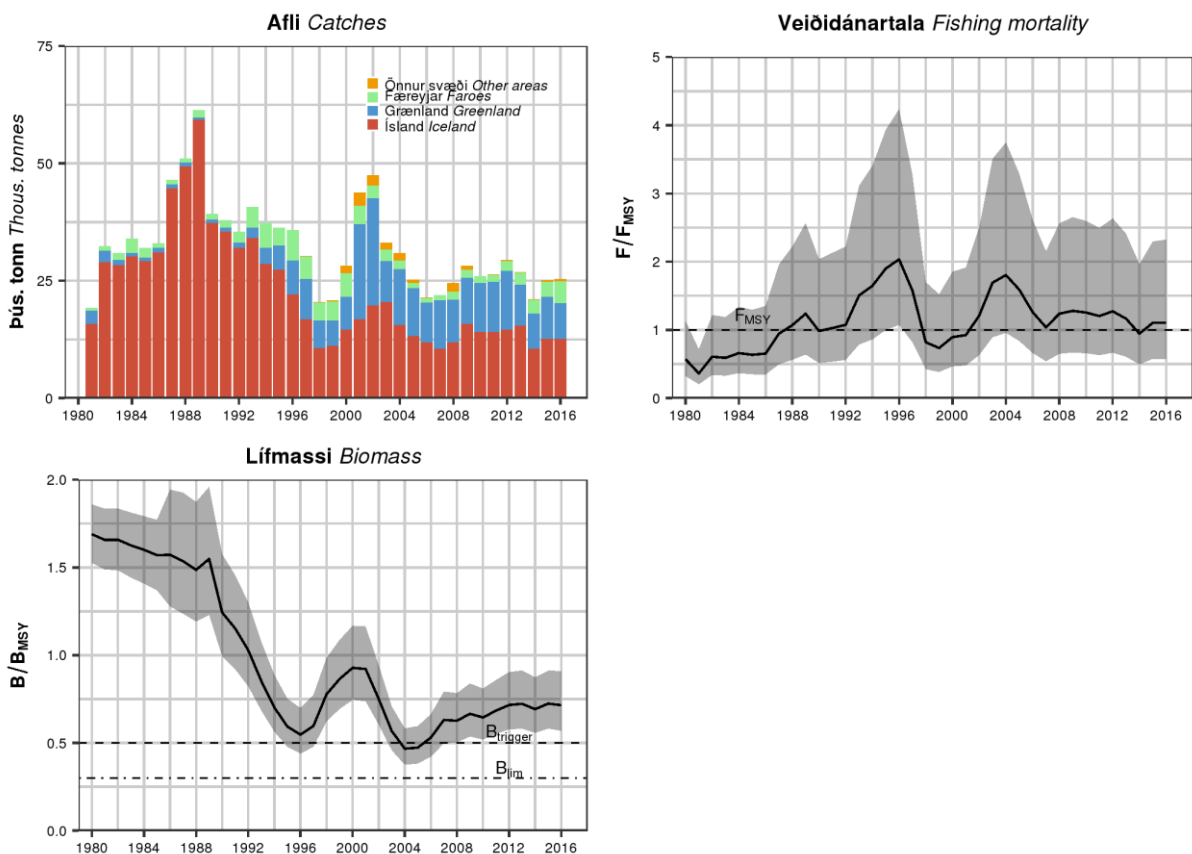 Afli Catches
Þús. tonn Thous. tonnes
75
50
25
0
Önnur svæði Other areas
Færeyjar Faroes
Grænland Greenland
Ísland Iceland
1980 1984 1988 1992 1996 2000 2004 2008 2012 2016
Veiðidánartala Fishing mortality
F/FMSY
5
4
3
2
1
0
FMSY
1980 1984 1988 1992 1996 2000 2004 2008 2012 2016
Lífmassi Biomass
B/BMSY
2.0
1.5
1.0
0.5
0.0
Btrigger
Blim
1980 1984 1988 1992 1996 2000 2004 2008 2012 2016